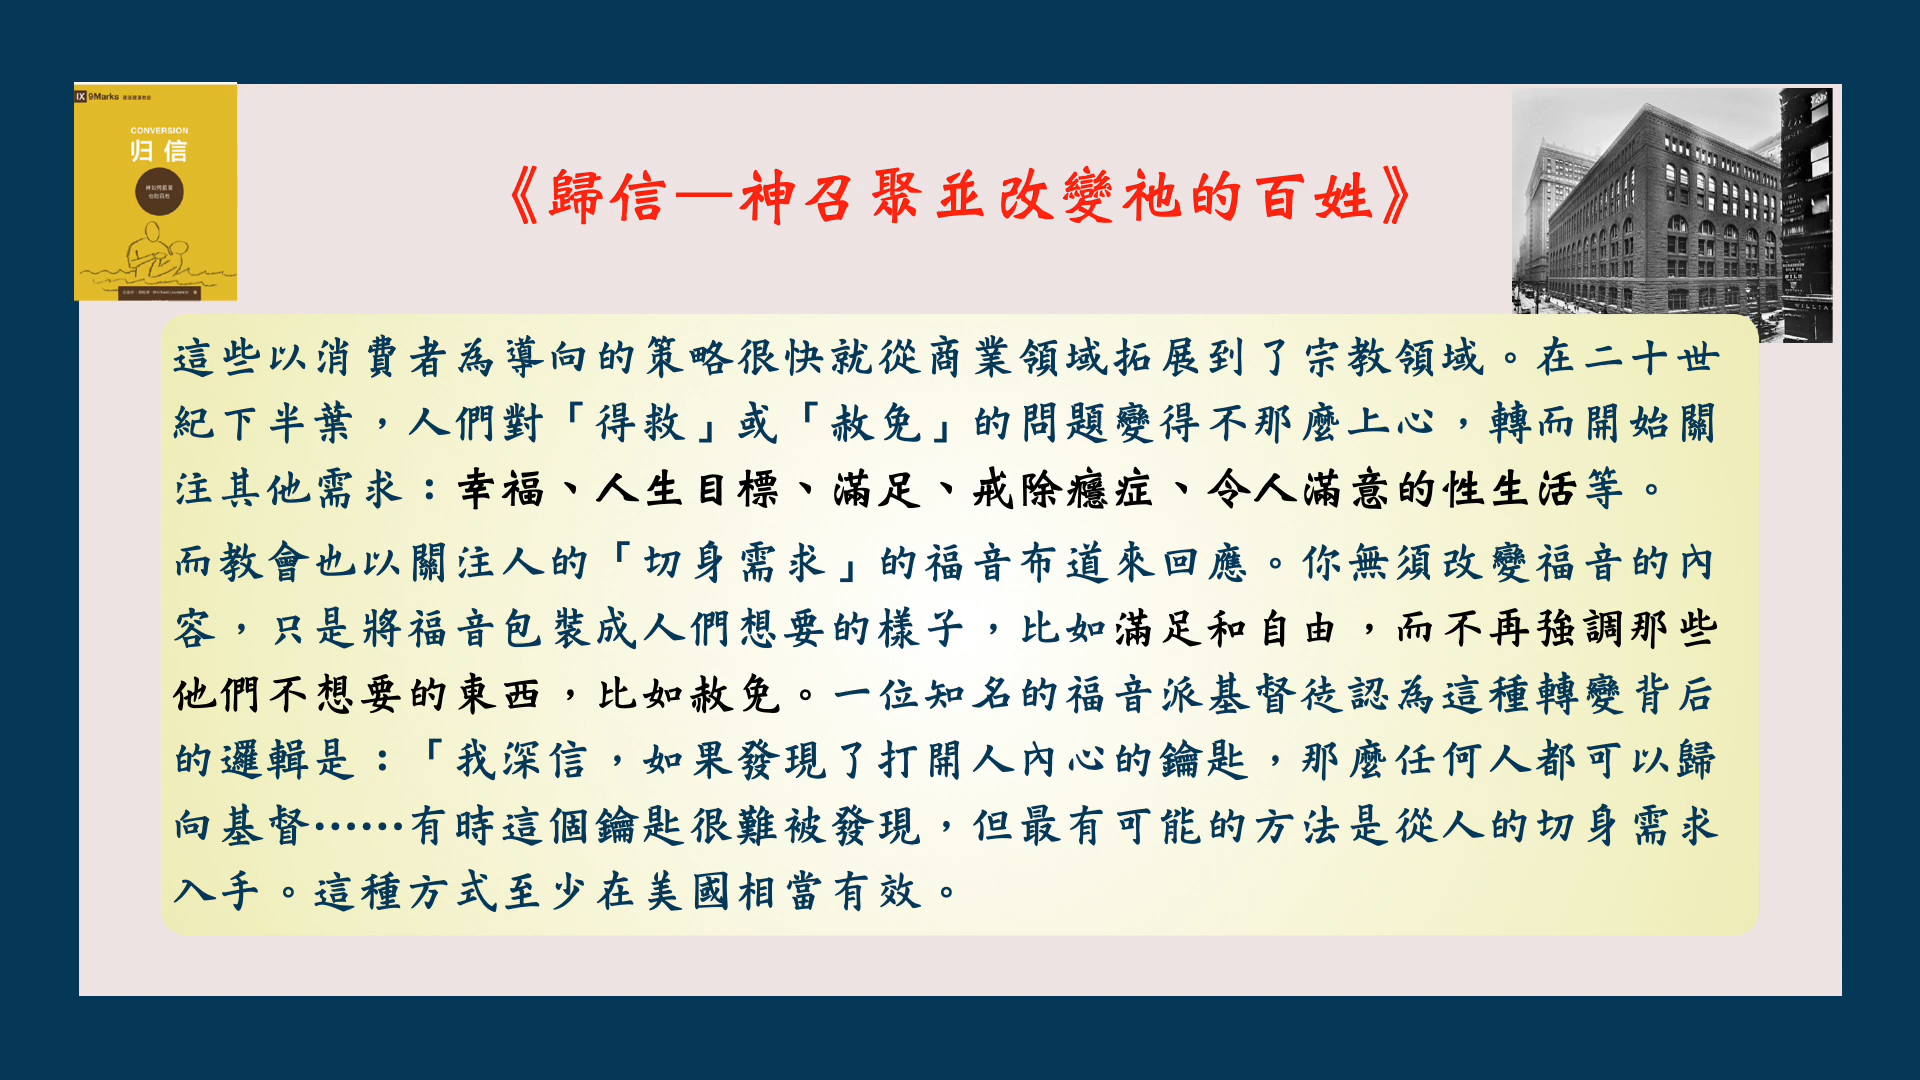 IX 9Marks
CONVERSION
归信
神如何召聚
《歸信—神召聚並改變祂的百姓》
這些以消費者為導向的策略很快就從商業領域拓展到了宗教領域。在二十世
紀下半葉，人們對「得救」或「赦免」的問題變得不那麼上心，轉而開始關
注其他需求：幸福、人生目標、滿足、戒除癮症、令人滿意的性生活等。
而教會也以關注人的「切身需求」的福音布道來回應。你無須改變福音的內
容，只是將福音包裝成人們想要的樣子，比如滿足和自由，而不再強調那些
他們不想要的東西，比如赦免。一位知名的福音派基督徒認為這種轉變背后
的邏輯是：「我深信，如果發現了打開人內心的鑰匙，那麼任何人都可以歸
向基督……有時這個鑰匙很難被發現，但最有可能的方法是從人的切身需求
入手。這種方式至少在美國相當有效。